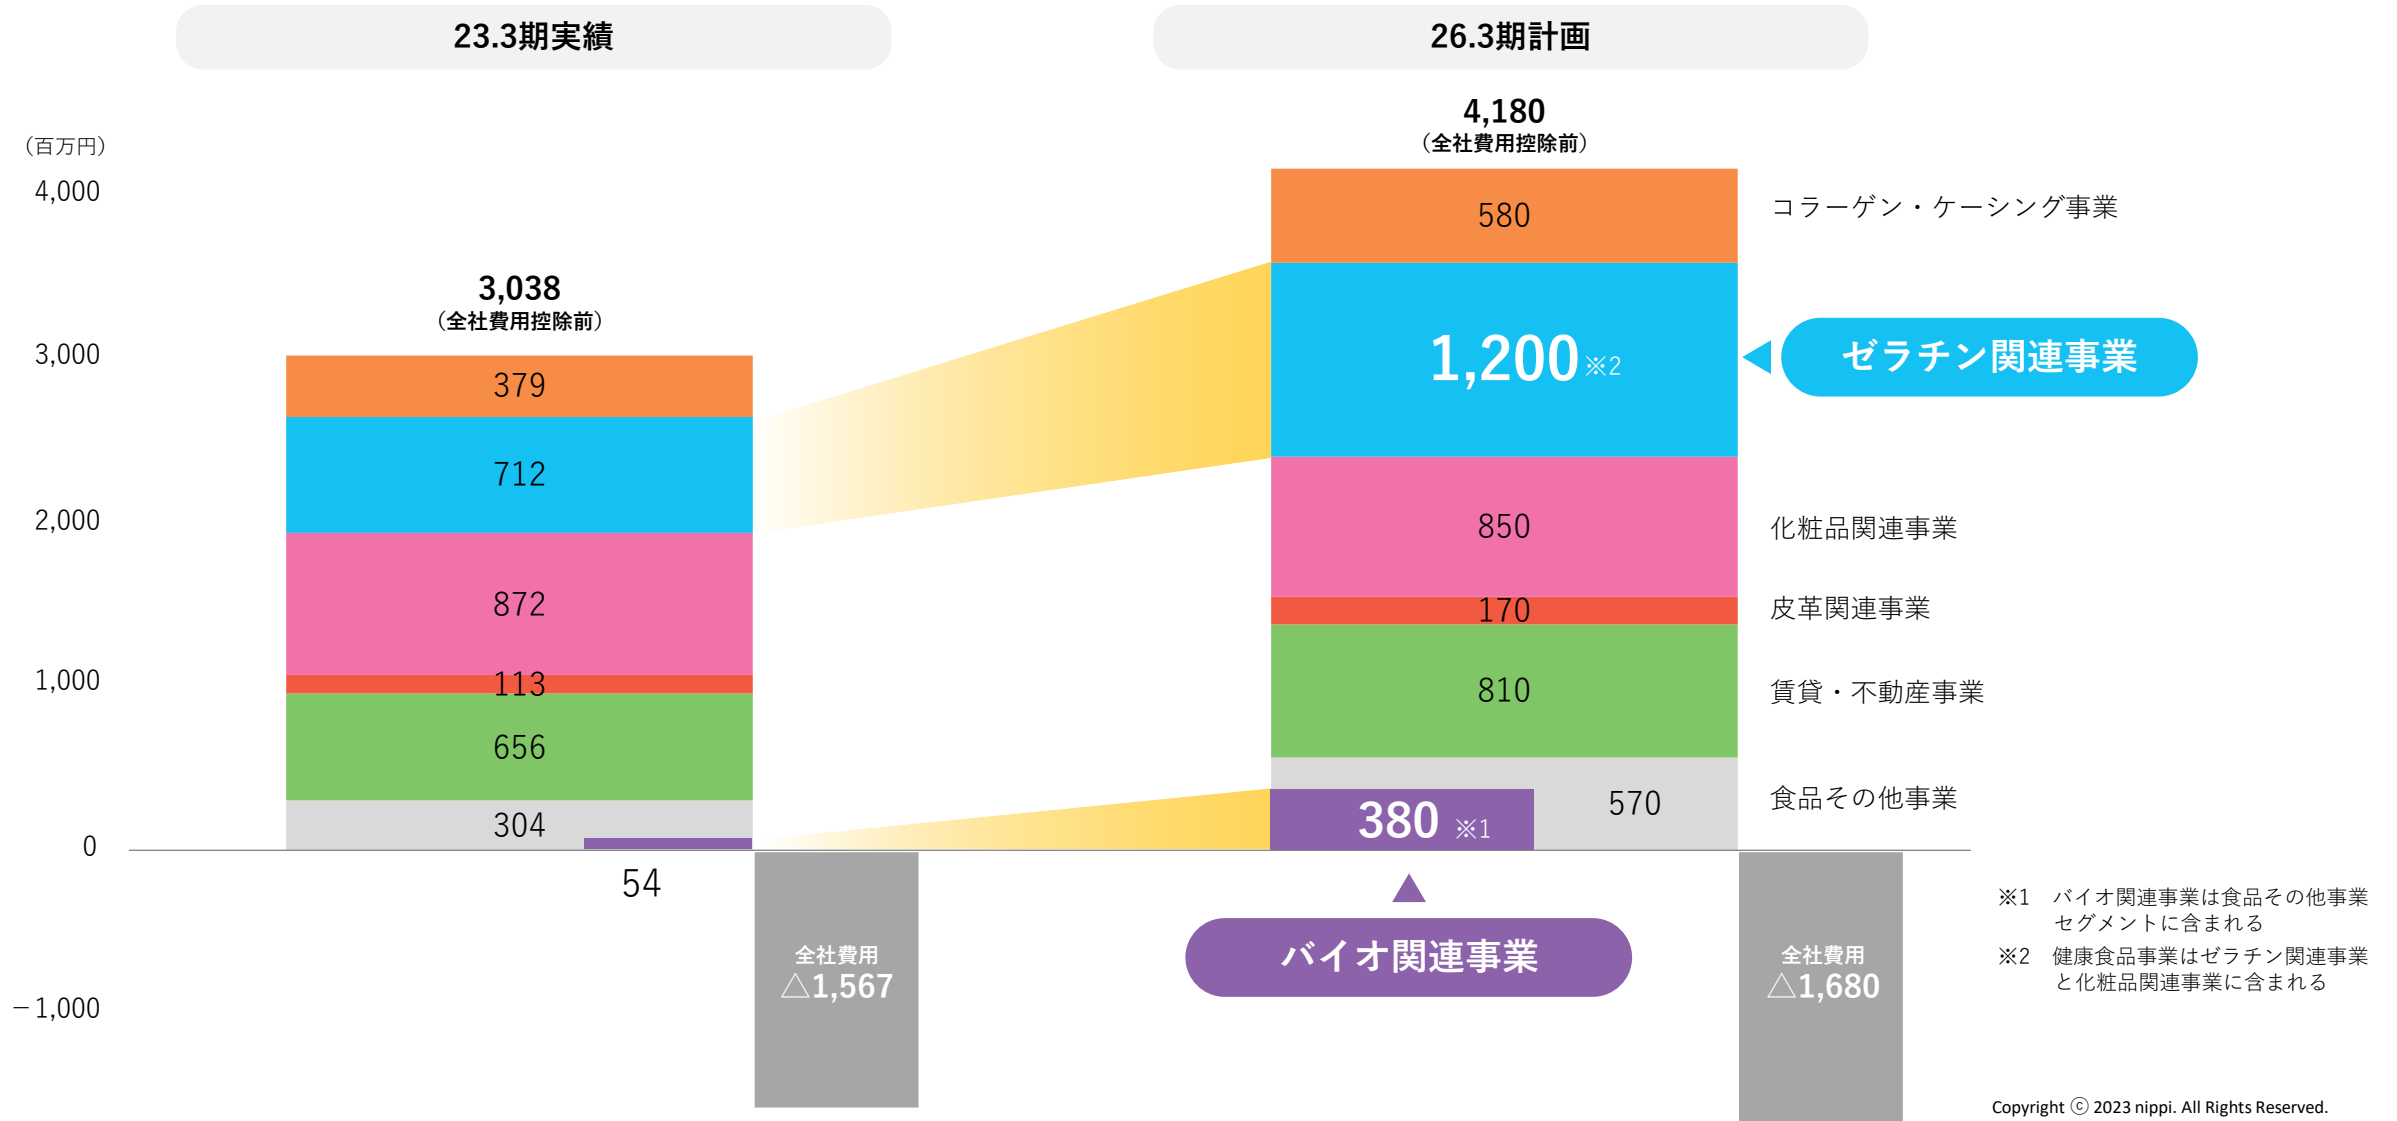 23.3期実績
26.3期計画
（百万円）
4,000
3,000
2,000
1,000
0
－1,000
3,038
（全社費用控除前）
379
712
872
113
656
304
54
全社費用
△1,567
4,180
（全社費用控除前）
580
1,200 ※2
850
170
810
570
380 ※1
バイオ関連事業
全社費用
△1,680
コラーゲン・ケーシング事業
ゼラチン関連事業
化粧品関連事業
皮革関連事業
賃貸・不動産事業
食品その他事業
※1 バイオ関連事業は食品その他事業
セグメントに含まれる
※2 健康食品事業はゼラチン関連事業
と化粧品関連事業に含まれる
Copyright ⓒ 2023 nippi. All Rights Reserved.